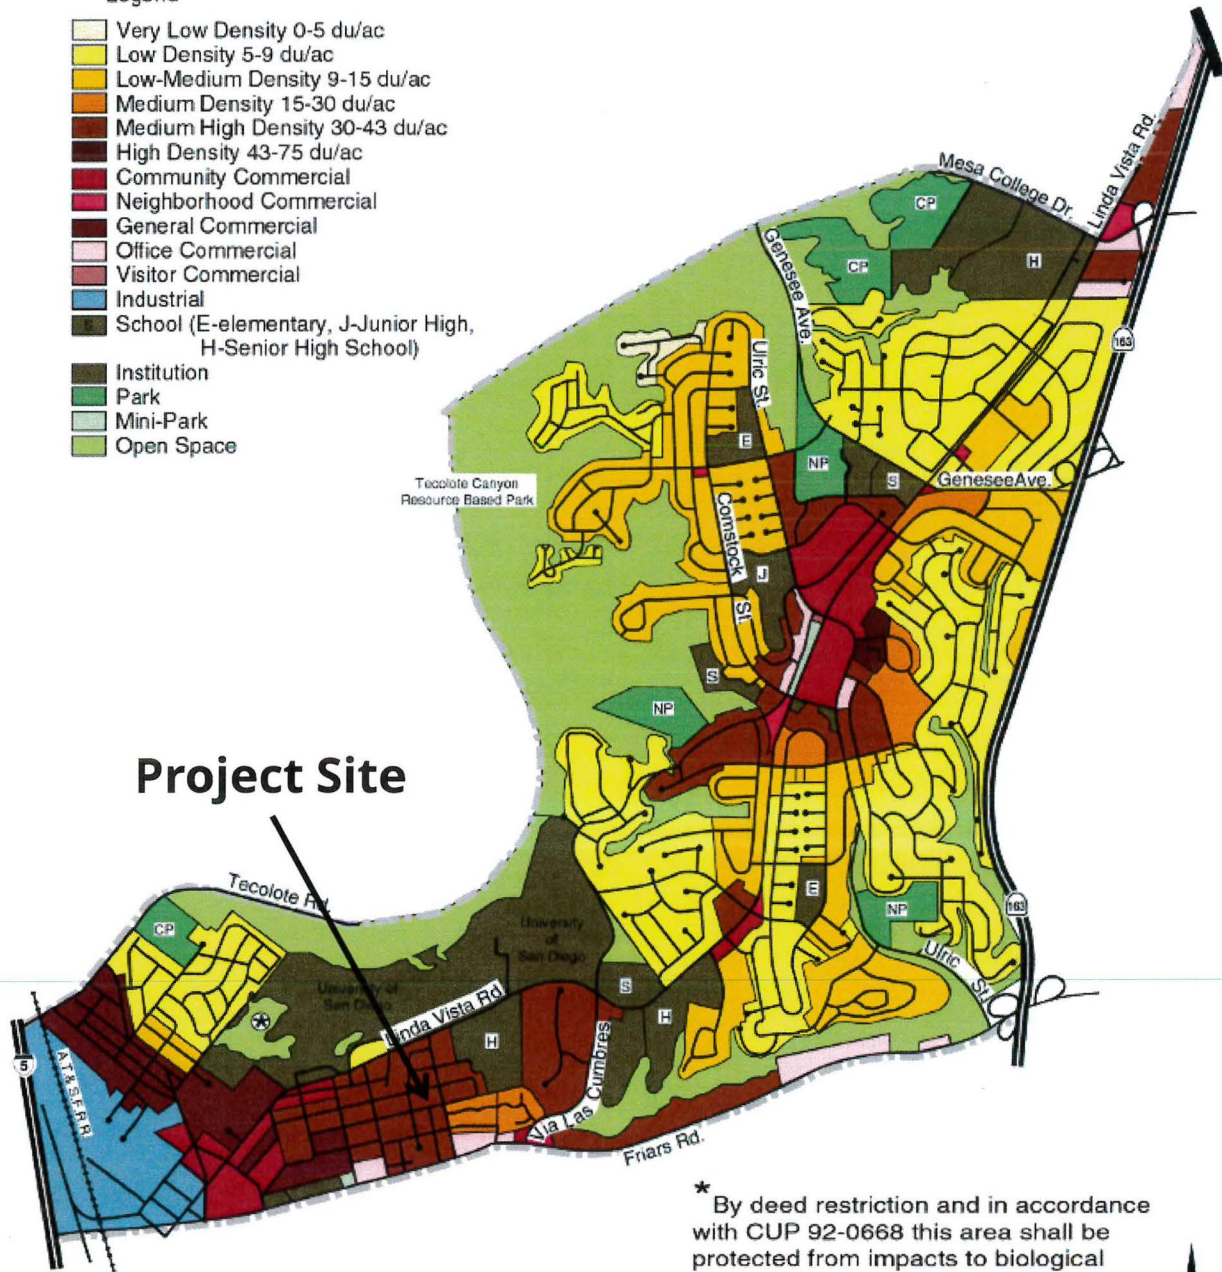 Legend
Very Low Density 0-5 du/ac
Low Density 5-9 du/ac
Low-Medium Density 9-15 du/ac
Medium Density 15-30 du/ac
Medium High Density 30-43 du/ac
High Density 43-75 du/ac
Community Commercial
Neighborhood Commercial
General Commercial
Office Commercial
Visitor Commercial
Industrial
S
School (E-elementary, J-Junior High,
H-Senior High School)
Institution
Park
Mini-Park
Open Space
Mesa College Dr.
Linda Vista Rd.
CP
Genesee Ave.
CP
H
163
Ulric St.
E
NP
S
GeneseeAve.
Tecolote Canyon
Resource Based Park
Comstock
St.
J
S
NP
Project Site
Tecolote Rd.
CP
E
NP
163
Ulric
St.
University
of
San Diego
University of
San Diego
S
H
Linda Vista Rd
H
Via Las Cumbres
5
A.T.& S.F.R.R.
Friars Rd.
* By deed restriction and in accordance
with CUP 92-0668 this area shall be
protected from impacts to biological